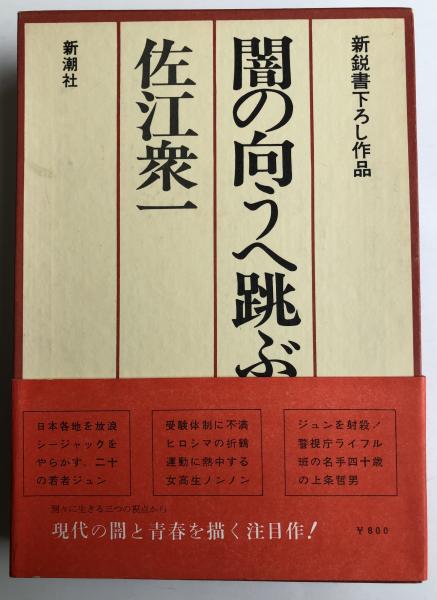 新鋭書下ろし作品
闇の向うへ跳ぶ
佐江衆一
新潮社
ジュンを射殺！
警視庁ライフル
班の名手四十歳
の上条哲男
受験体制に不満
ヒロシマの折鶴
運動に熱中する
女高生ノンノン
日本各地を放浪
シージャックを
やらかす、二十
の若者ジュン
別々に生きる三つの視点から
現代の闇と青春を描く注目作！
￥800